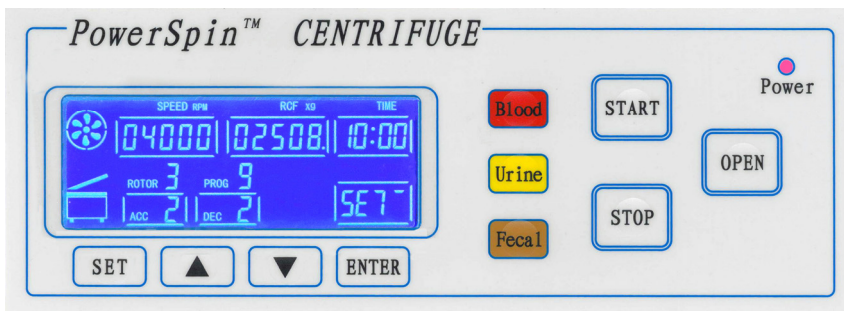 PowerSpin™ CENTRIFUGE
Power
SPEED RPM RCF XG TIME
04000 02508 10:00
ROTOR 3 PROG 9
ACC 2 DEC 2 SET
SET ▲ ▼ ENTER
Blood
Urine
Fecal
START
STOP
OPEN